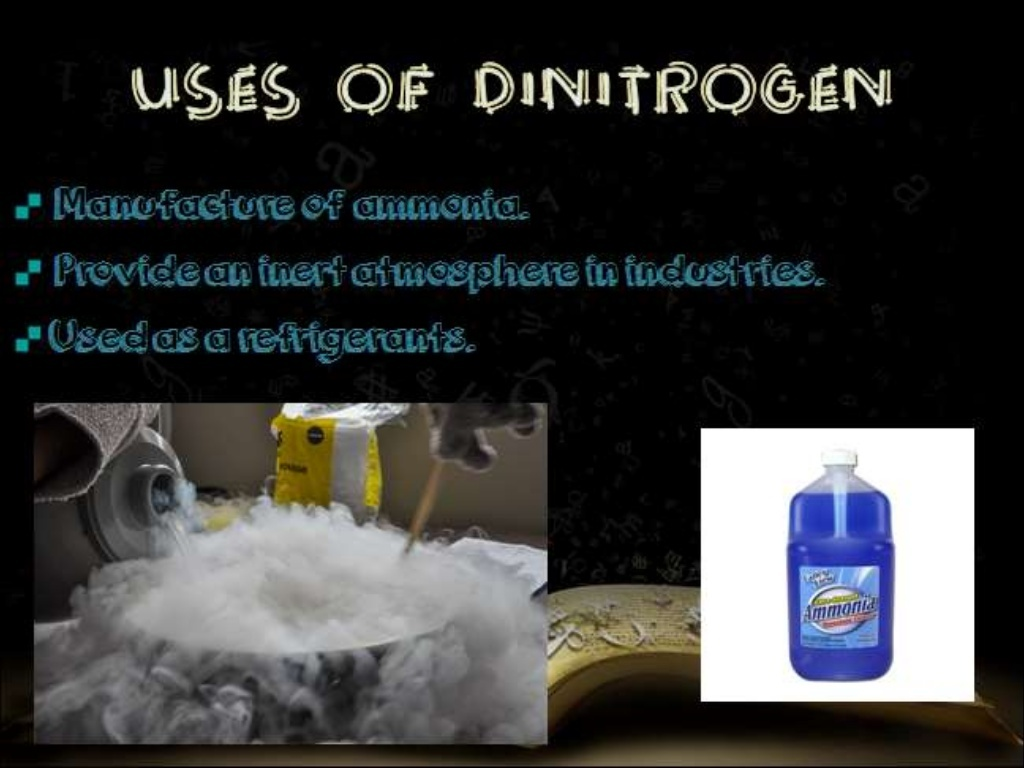 USES OF DINITROGEN
Manufacture of ammonia.
Provide an inert atmosphere in industries.
Used as a refrigerants.
Ammonia